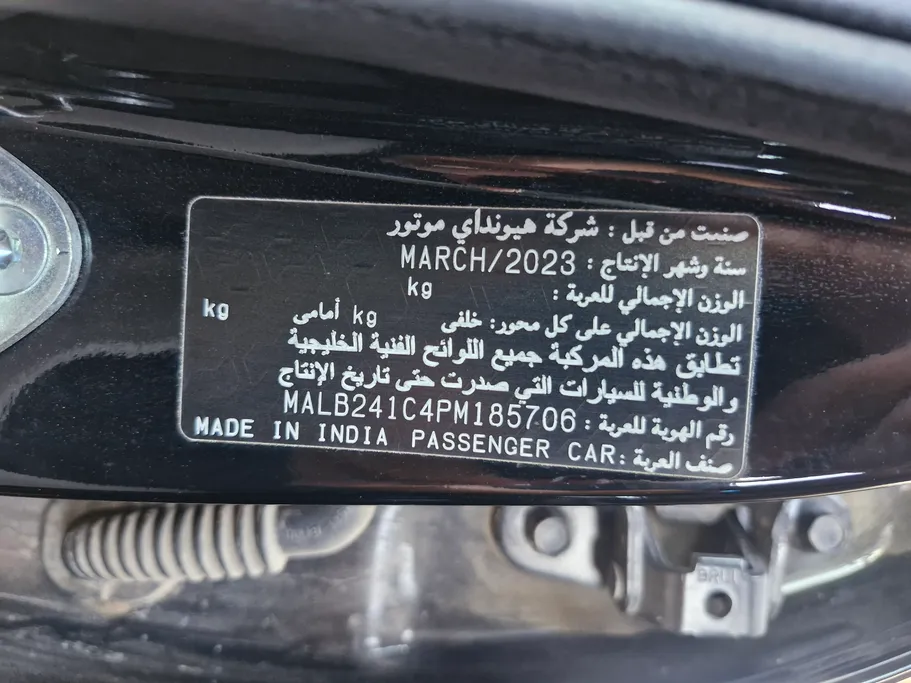 صنعت من قبل : شركة هيونداي موتور
سنة وشهر الإنتاج : MARCH/2023
الوزن الإجمالي للعربة : kg
الوزن الإجمالي على كل محور: خلفى kg أمامى kg
تطابق هذه المركبة جميع اللوائح الفنية الخليجية
والوطنية للسيارات التي صدرت حتى تاريخ الإنتاج
رقم الهوية للعربة : MALB241C4PM185706
صنف العربة : PASSENGER CAR MADE IN INDIA